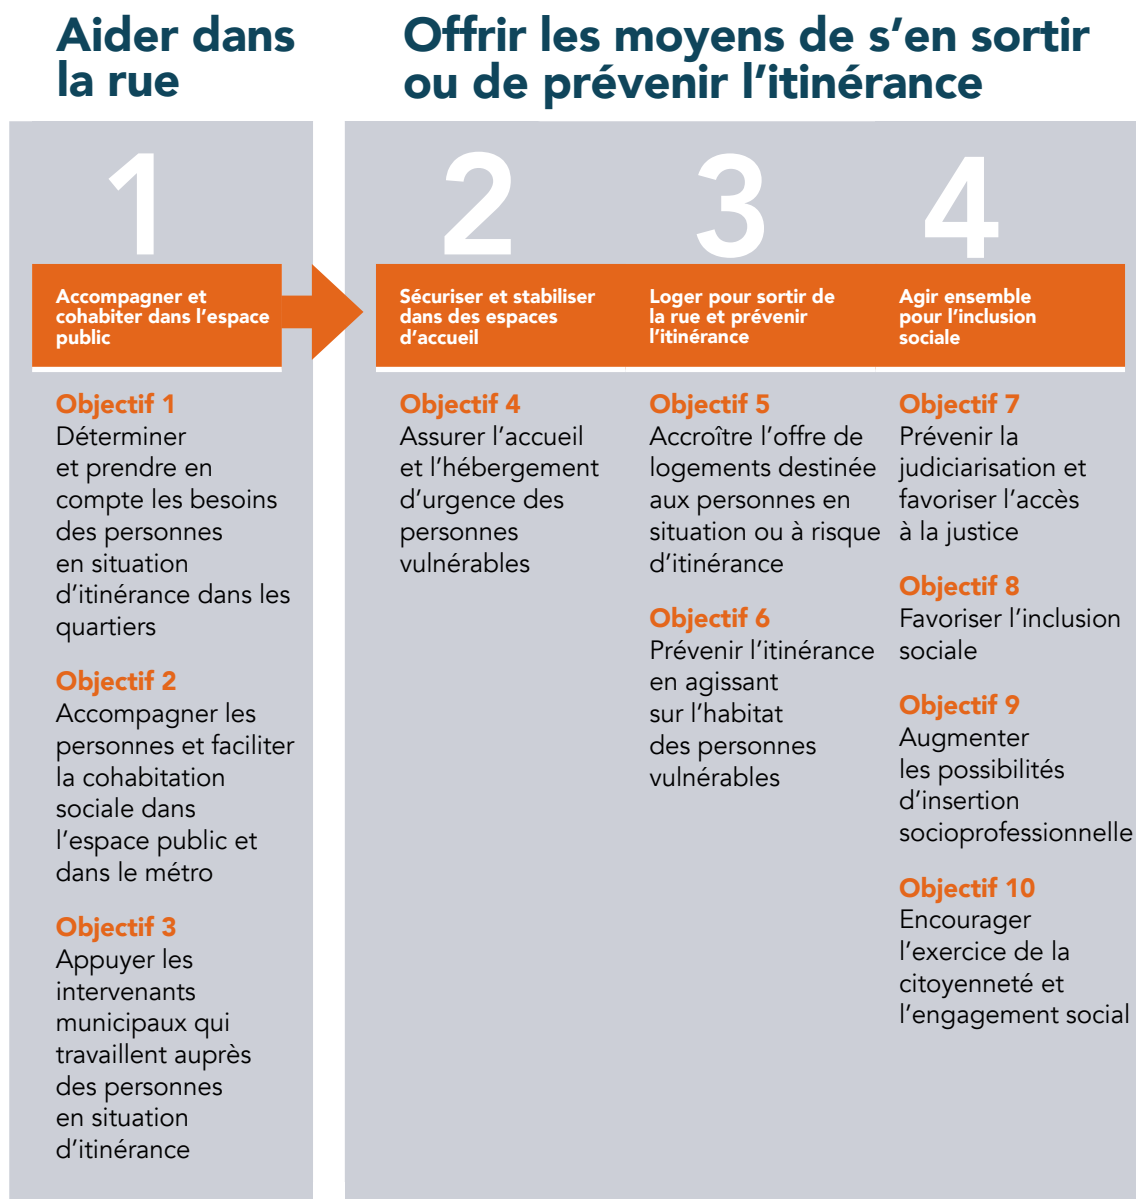 Aider dans
la rue
1
Accompagner et
cohabiter dans l’espace
public
Objectif 1
Déterminer
et prendre en
compte les besoins
des personnes
en situation
d’itinérance dans les
quartiers
Objectif 2
Accompagner les
personnes et faciliter
la cohabitation
sociale dans
l’espace public et
dans le métro
Objectif 3
Appuyer les
intervenants
municipaux qui
travaillent auprès
des personnes
en situation
d’itinérance
Offrir les moyens de s’en sortir
ou de prévenir l’itinérance
2
Sécuriser et stabiliser
dans des espaces
d’accueil
Objectif 4
Assurer l’accueil
et l’hébergement
d’urgence des
personnes
vulnérables
3
Loger pour sortir de
la rue et prévenir
l’itinérance
Objectif 5
Accroître l’offre de
logements destinée
aux personnes en
situation ou à risque
d’itinérance
Objectif 6
Prévenir l’itinérance
en agissant
sur l’habitat
des personnes
vulnérables
4
Agir ensemble
pour l’inclusion
sociale
Objectif 7
Prévenir la
judiciarisation et
favoriser l’accès
à la justice
Objectif 8
Favoriser l’inclusion
sociale
Objectif 9
Augmenter
les possibilités
d’insertion
socioprofessionnelle
Objectif 10
Encourager
l’exercice de la
citoyenneté et
l’engagement social